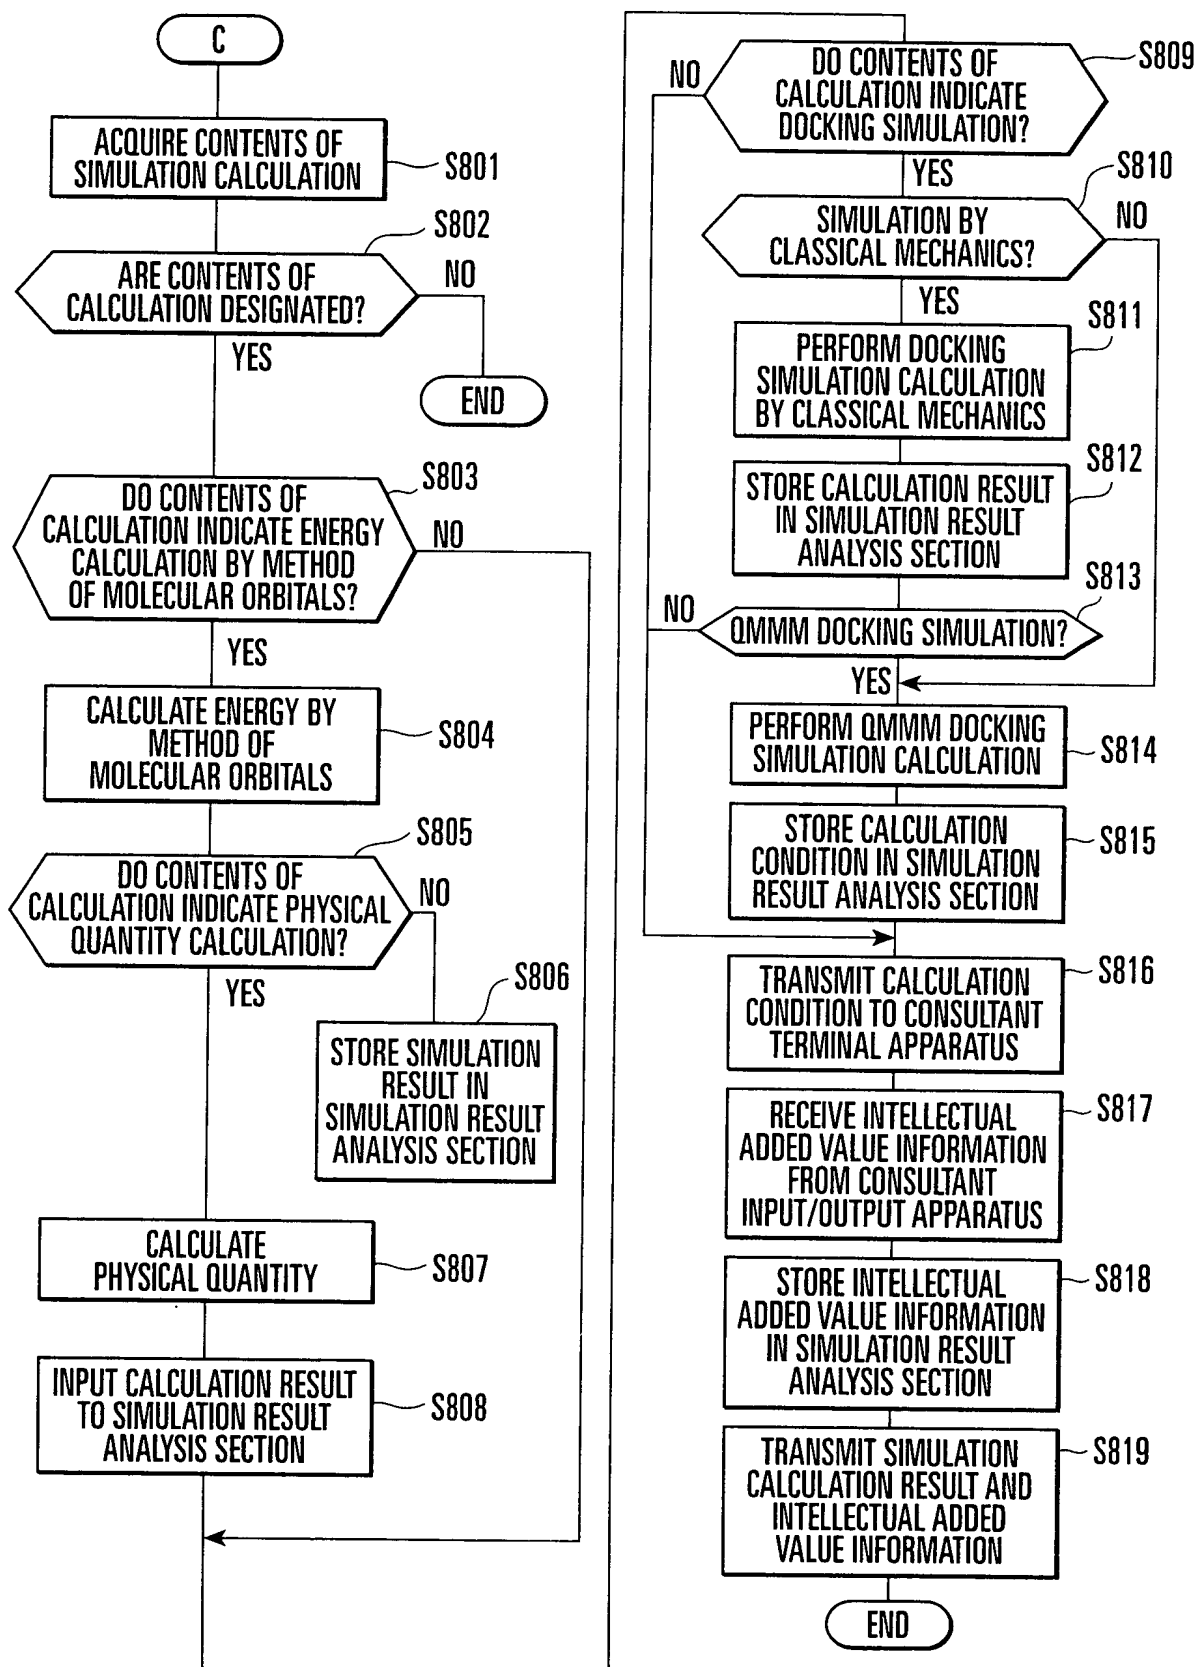 C
ACQUIRE CONTENTS OF
SIMULATION CALCULATION
S801
S802
ARE CONTENTS OF
CALCULATION DESIGNATED?
NO
YES
END
S803
DO CONTENTS OF
CALCULATION INDICATE ENERGY
CALCULATION BY METHOD
OF MOLECULAR ORBITALS?
NO
YES
CALCULATE ENERGY BY
METHOD OF
MOLECULAR ORBITALS
S804
S805
DO CONTENTS OF
CALCULATION INDICATE PHYSICAL
QUANTITY CALCULATION?
NO
YES
S806
STORE SIMULATION
RESULT IN
SIMULATION RESULT
ANALYSIS SECTION
CALCULATE
PHYSICAL QUANTITY
S807
INPUT CALCULATION RESULT
TO SIMULATION RESULT
ANALYSIS SECTION
S808
S809
DO CONTENTS OF
CALCULATION INDICATE
DOCKING SIMULATION?
NO
YES
S810
SIMULATION BY
CLASSICAL MECHANICS?
NO
YES
S811
PERFORM DOCKING
SIMULATION CALCULATION
BY CLASSICAL MECHANICS
S812
STORE CALCULATION RESULT
IN SIMULATION RESULT
ANALYSIS SECTION
S813
NO
QMMM DOCKING SIMULATION?
YES
PERFORM QMMM DOCKING
SIMULATION CALCULATION
S814
STORE CALCULATION
CONDITION IN SIMULATION
RESULT ANALYSIS SECTION
S815
TRANSMIT CALCULATION
CONDITION TO CONSULTANT
TERMINAL APPARATUS
S816
RECEIVE INTELLECTUAL
ADDED VALUE INFORMATION
FROM CONSULTANT
INPUT/OUTPUT APPARATUS
S817
STORE INTELLECTUAL
ADDED VALUE INFORMATION
IN SIMULATION RESULT
ANALYSIS SECTION
S818
TRANSMIT SIMULATION
CALCULATION RESULT AND
INTELLECTUAL ADDED
VALUE INFORMATION
S819
END